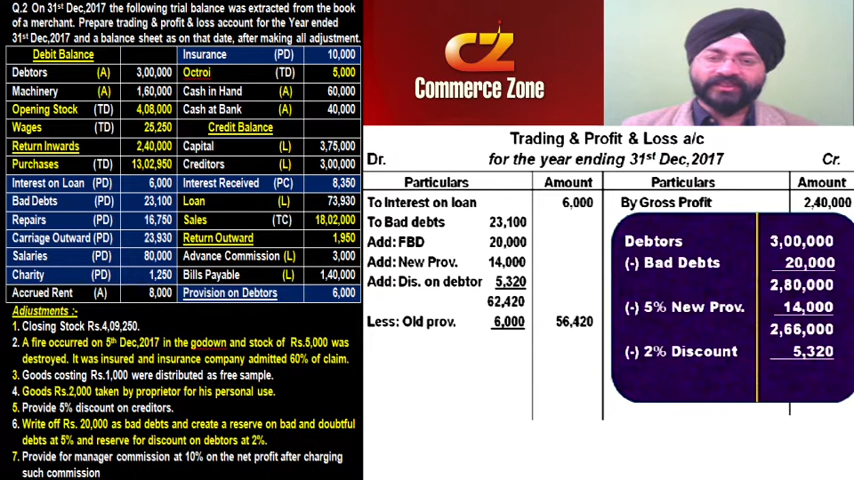 Q.2 On 31st Dec,2017 the following trial balance was extracted from the book
of a merchant. Prepare trading & profit & loss account for the Year ended
31st Dec,2017 and a balance sheet as on that date, after making all adjustment.
Debit Balance Insurance (PD) 10,000
Debtors (A) 3,00,000 Octroi (TD) 5,000
Machinery (A) 1,60,000 Cash in Hand (A) 60,000
Opening Stock (TD) 4,08,000 Cash at Bank (A) 40,000
Wages (TD) 25,250 Credit Balance
Return Inwards 2,40,000 Capital (L) 3,75,000
Purchases (TD) 13,02,950 Creditors (L) 3,00,000
Interest on Loan (PD) 6,000 Interest Received (PC) 8,350
Bad Debts (PD) 23,100 Loan (L) 73,930
Repairs (PD) 16,750 Sales (TC) 18,02,000
Carriage Outward (PD) 23,930 Return Outward 1,950
Salaries (PD) 80,000 Advance Commission (L) 3,000
Charity (PD) 1,250 Bills Payable (L) 1,40,000
Accrued Rent (A) 8,000 Provision on Debtors 6,000
Adjustments :-
1. Closing Stock Rs.4,09,250.
2. A fire occurred on 5th Dec,2017 in the godown and stock of Rs.5,000 was
destroyed. It was insured and insurance company admitted 60% of claim.
3. Goods costing Rs.1,000 were distributed as free sample.
4. Goods Rs.2,000 taken by proprietor for his personal use.
5. Provide 5% discount on creditors.
6. Write off Rs. 20,000 as bad debts and create a reserve on bad and doubtful
debts at 5% and reserve for discount on debtors at 2%.
7. Provide for manager commission at 10% on the net profit after charging
such commission
CZ
Commerce Zone
Trading & Profit & Loss a/c
Dr. for the year ending 31st Dec,2017 Cr.
Particulars Amount Particulars Amount
To Interest on loan 6,000 By Gross Profit 2,40,000
To Bad debts 23,100
Add: FBD 20,000
Add: New Prov. 14,000
Add: Dis. on debtor 5,320
62,420
Less: Old prov. 6,000 56,420
Debtors 3,00,000
(-) Bad Debts 20,000
2,80,000
(-) 5% New Prov. 14,000
2,66,000
(-) 2% Discount 5,320